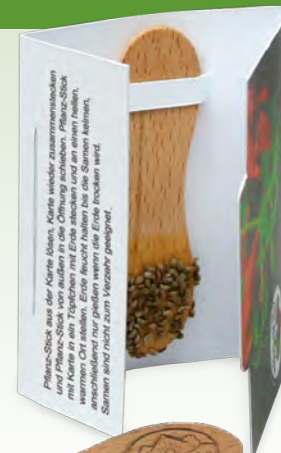 Pflanz-Stick aus der Karte lösen, Karte wieder zusammenstecken
und Pflanz-Stick von außen in die Öffnung schieben. Pflanz-Stick
mit Karte in ein Töpfchen mit Erde stecken und an einen hellen,
warmen Ort stellen. Erde feucht halten bis die Samen keimen,
anschließend nur gießen wenn die Erde trocken wird.
Samen sind nicht zum Verzehr geeignet.